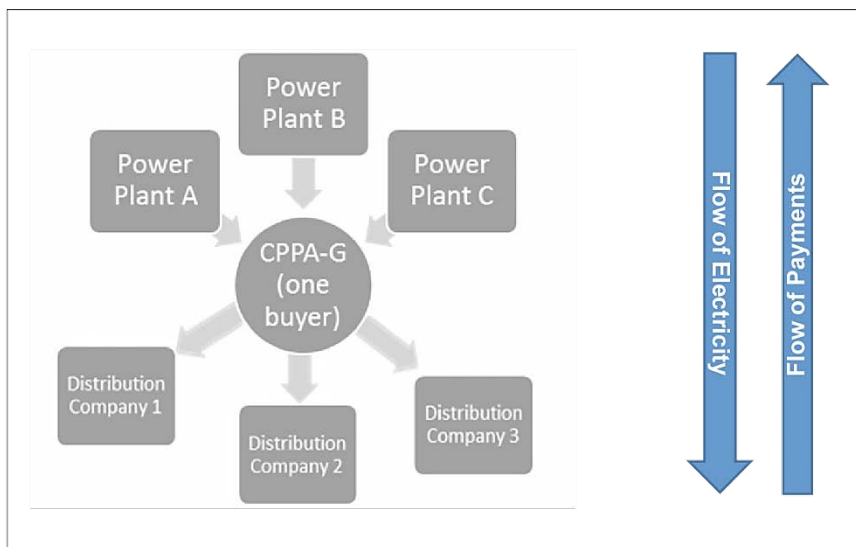 Power
Plant B
Power
Plant A
Power
Plant C
CPPA-G
(one
buyer)
Distribution
Company 1
Distribution
Company 2
Distribution
Company 3
Flow of Electricity
Flow of Payments